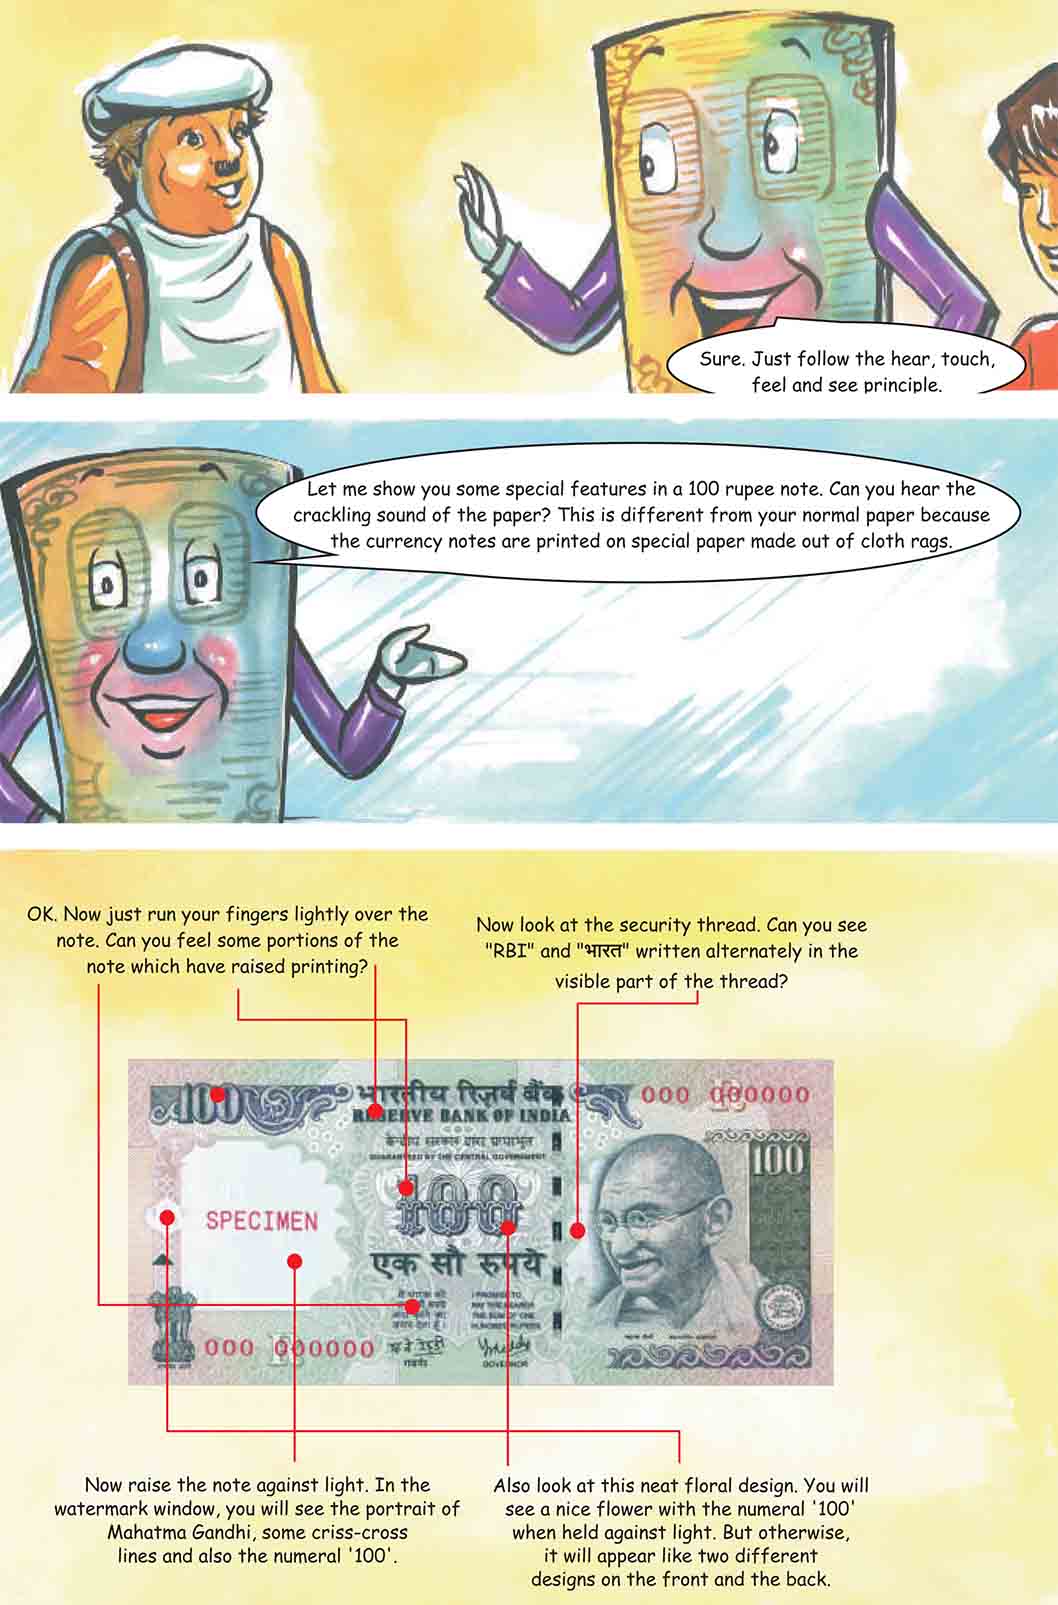 Sure. Just follow the hear, touch,
feel and see principle.
Let me show you some special features in a 100 rupee note. Can you hear the
crackling sound of the paper? This is different from your normal paper because
the currency notes are printed on special paper made out of cloth rags.
OK. Now just run your fingers lightly over the
note. Can you feel some portions of the
note which have raised printing?
Now look at the security thread. Can you see
"RBI" and "भारत" written alternately in the
visible part of the thread?
100
भारतीय रिज़र्व बैंक
RESERVE BANK OF INDIA
000 000000
केन्द्रीय सरकार द्वारा प्रत्याभूत
GUARANTEED BY THE CENTRAL GOVERNMENT
100
SPECIMEN
100
एक सौ रुपये
I PROMISE TO
PAY THE BEARER
THE SUM OF ONE
HUNDRED RUPEES
000 000000
गवर्नर
GOVERNOR
Now raise the note against light. In the
watermark window, you will see the portrait of
Mahatma Gandhi, some criss-cross
lines and also the numeral '100'.
Also look at this neat floral design. You will
see a nice flower with the numeral '100'
when held against light. But otherwise,
it will appear like two different
designs on the front and the back.